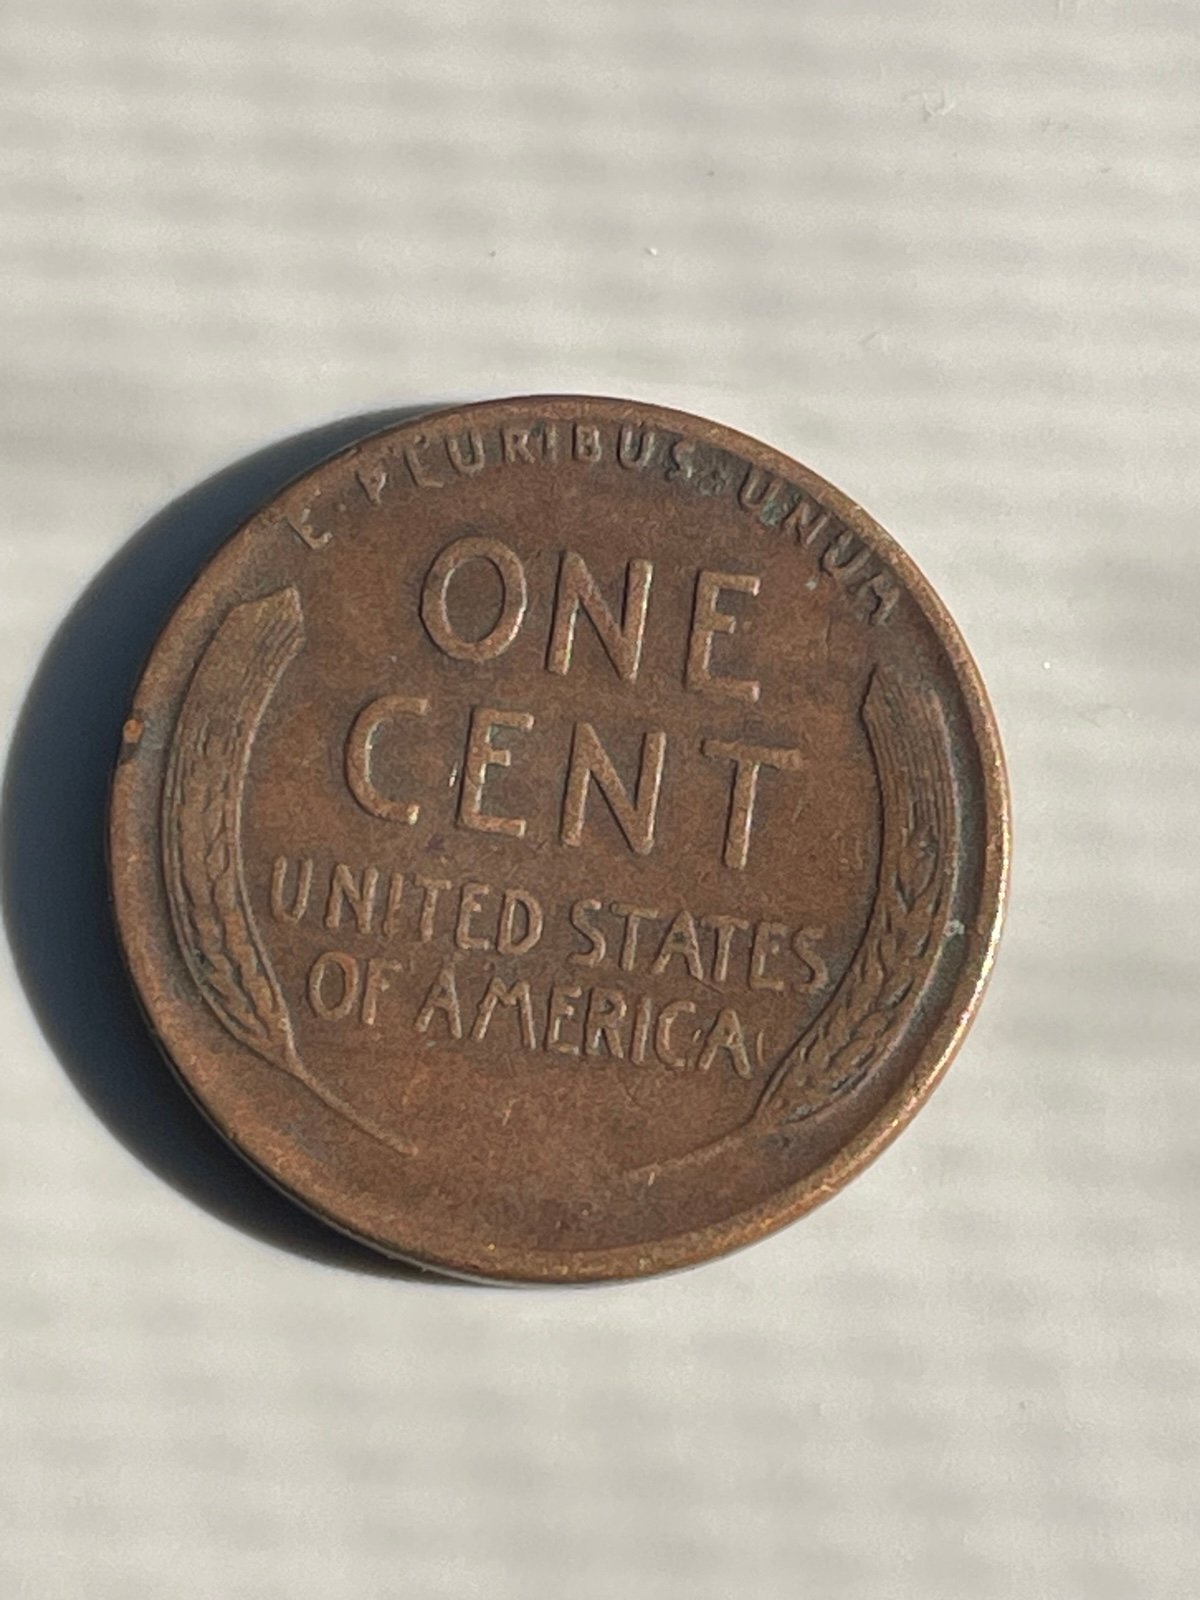 E · PLURIBUS · UNUM
ONE
CENT
UNITED STATES
OF AMERICA